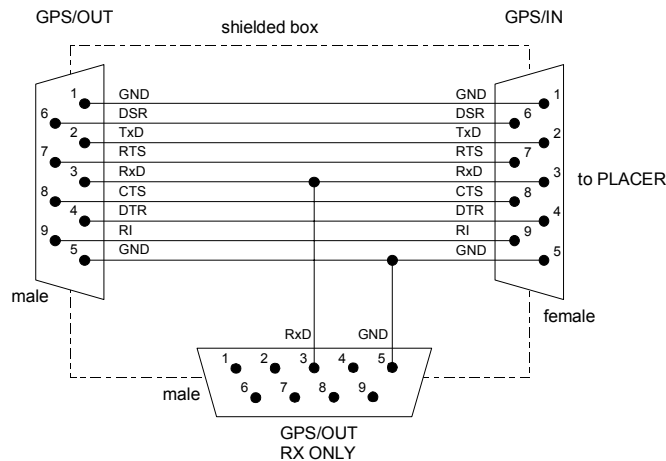 GPS/OUT
GPS/IN
shielded box
1 GND GND 1
6 DSR DSR 6
2 TxD TxD 2
7 RTS RTS 7
3 RxD RxD 3
to PLACER
8 CTS CTS 8
4 DTR DTR 4
9 RI RI 9
5 GND GND 5
male
female
RxD GND
1 2 3 4 5
6 7 8 9
male
GPS/OUT
RX ONLY